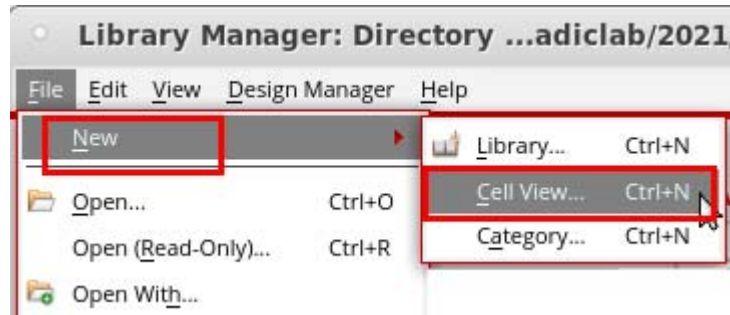 Library Manager: Directory ...adiclab/2021
File Edit View Design Manager Help
New
Library... Ctrl+N
Cell View... Ctrl+N
Category... Ctrl+N
Open... Ctrl+O
Open (Read-Only)... Ctrl+R
Open With...